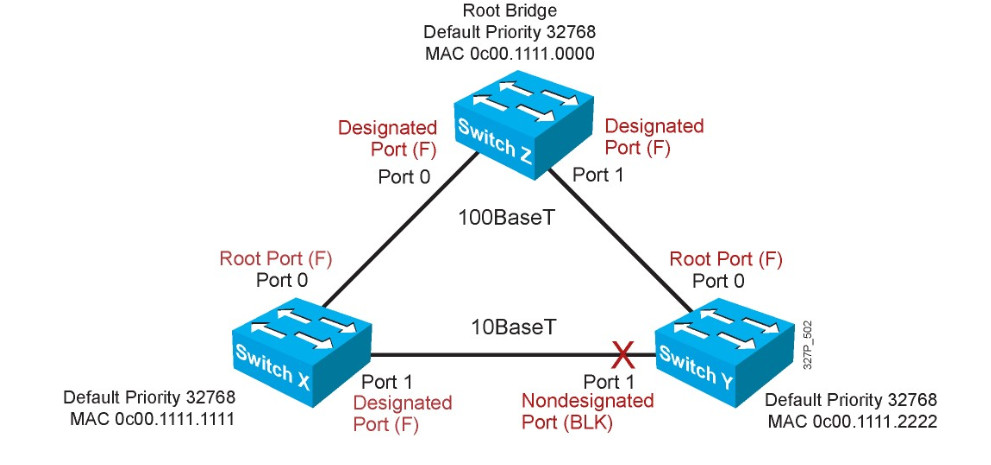 Root Bridge
Default Priority 32768
MAC 0c00.1111.0000
Designated
Port (F)
Switch Z
Designated
Port (F)
Port 0
Port 1
100BaseT
Root Port (F)
Port 0
Root Port (F)
Port 0
10BaseT
Switch X
Switch Y
327P_502
Port 1
Designated
Port (F)
Port 1
Nondesignated
Port (BLK)
Default Priority 32768
MAC 0c00.1111.1111
Default Priority 32768
MAC 0c00.1111.2222